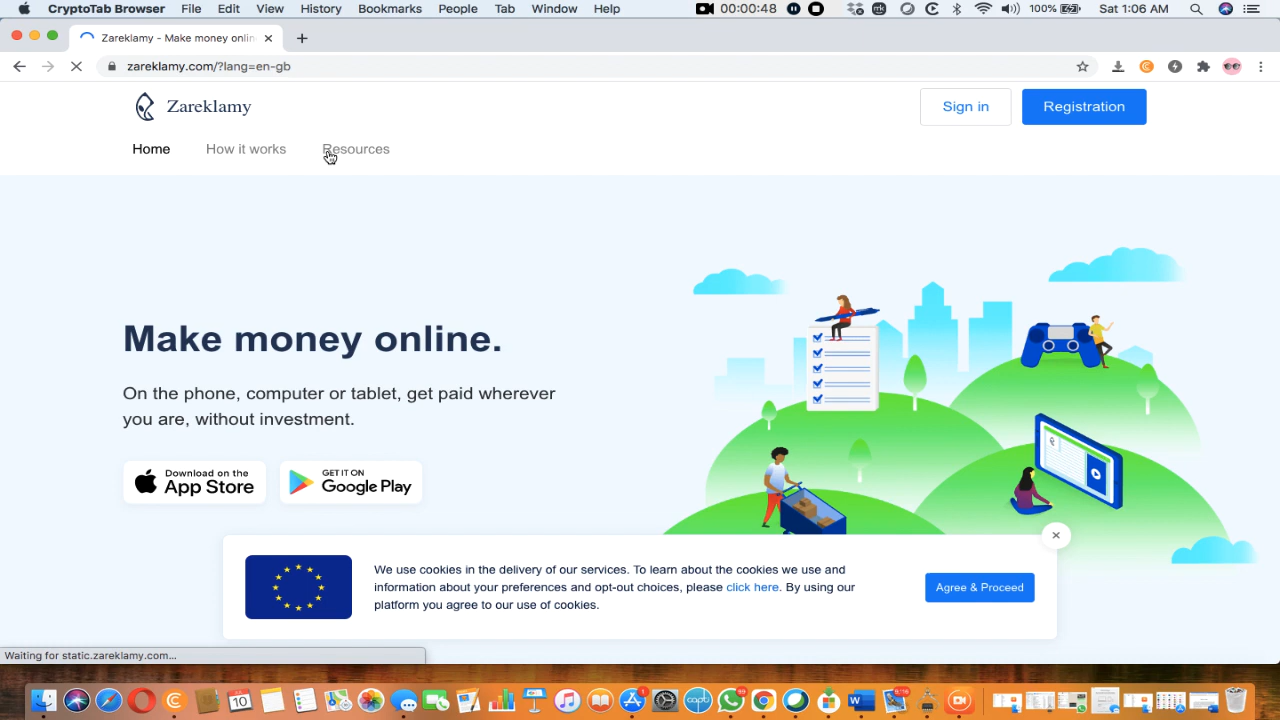 CryptoTab Browser File Edit View History Bookmarks People Tab Window Help 00:00:48 100% Sat 1:06 AM
Zareklamy - Make money onlin
zareklamy.com/?lang=en-gb
Zareklamy
Sign in
Registration
Home How it works Resources
Make money online.
On the phone, computer or tablet, get paid wherever
you are, without investment.
Download on the
App Store
GET IT ON
Google Play
We use cookies in the delivery of our services. To learn about the cookies we use and
information about your preferences and opt-out choices, please click here. By using our
platform you agree to our use of cookies.
Agree & Proceed
Waiting for static.zareklamy.com...